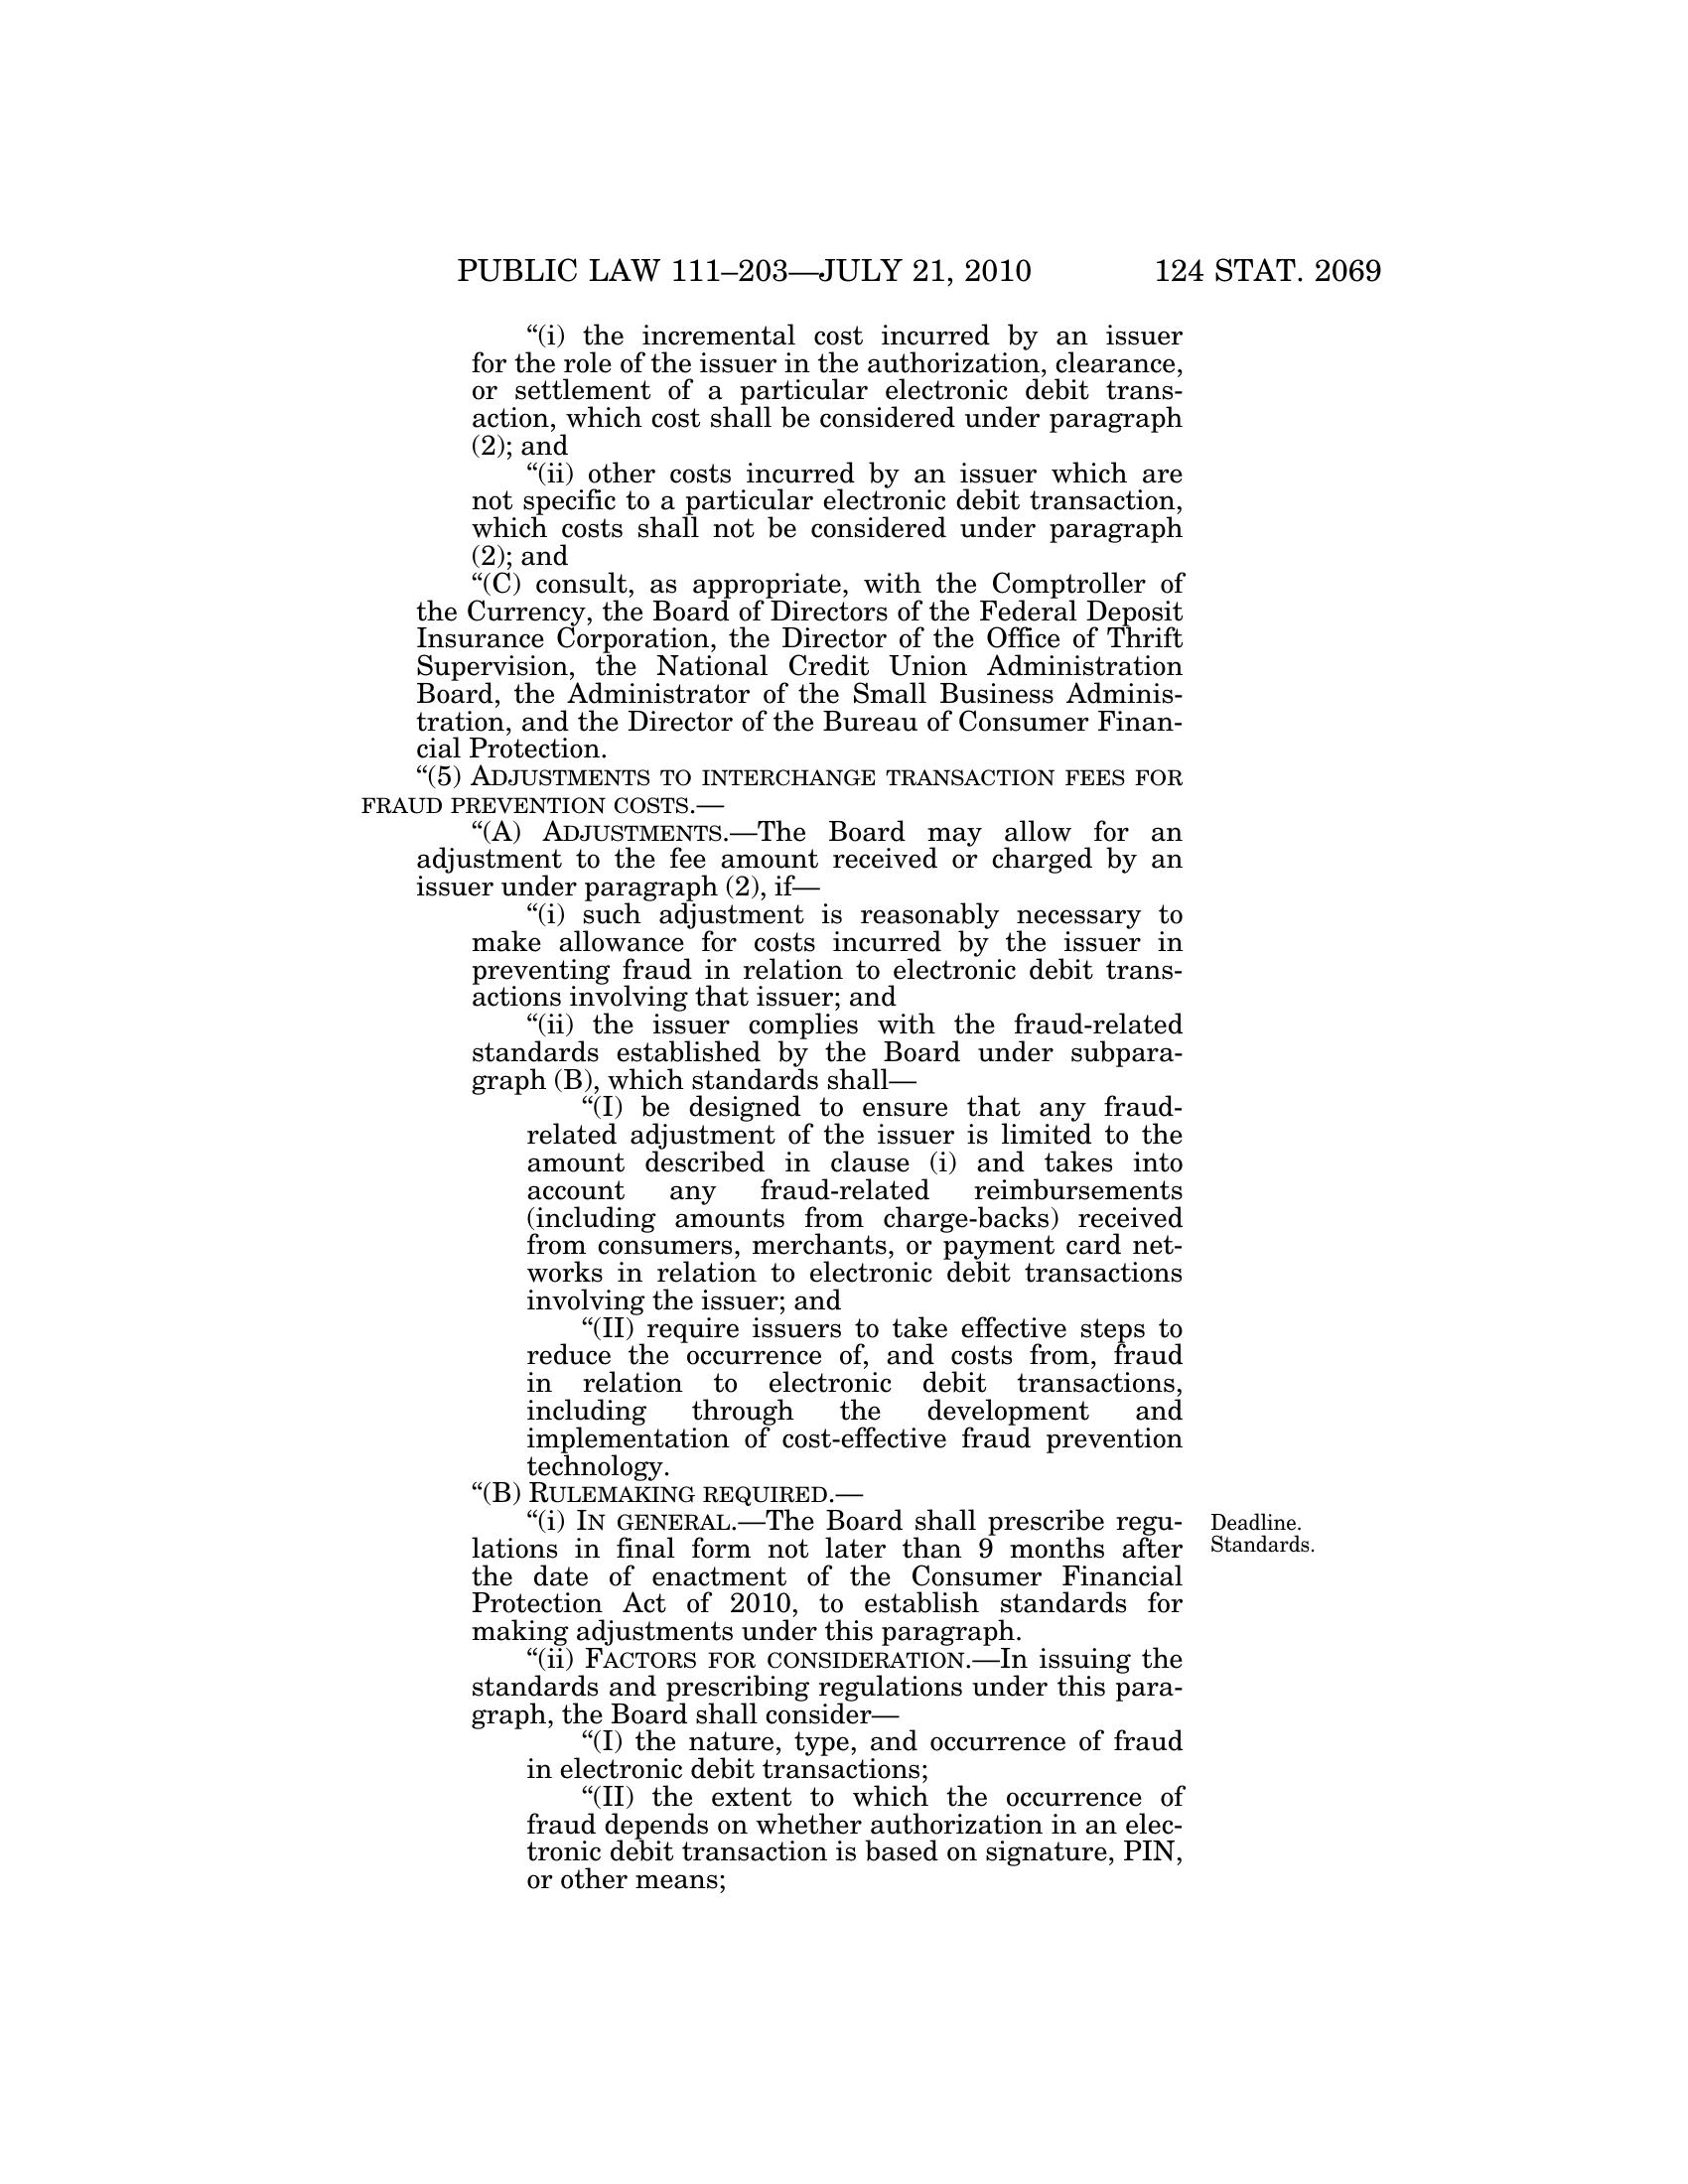 PUBLIC LAW 111–203—JULY 21, 2010 124 STAT. 2069
“(i) the incremental cost incurred by an issuer
for the role of the issuer in the authorization, clearance,
or settlement of a particular electronic debit trans-
action, which cost shall be considered under paragraph
(2); and
“(ii) other costs incurred by an issuer which are
not specific to a particular electronic debit transaction,
which costs shall not be considered under paragraph
(2); and
“(C) consult, as appropriate, with the Comptroller of
the Currency, the Board of Directors of the Federal Deposit
Insurance Corporation, the Director of the Office of Thrift
Supervision, the National Credit Union Administration
Board, the Administrator of the Small Business Adminis-
tration, and the Director of the Bureau of Consumer Finan-
cial Protection.
“(5) ADJUSTMENTS TO INTERCHANGE TRANSACTION FEES FOR
FRAUD PREVENTION COSTS.—
“(A) ADJUSTMENTS.—The Board may allow for an
adjustment to the fee amount received or charged by an
issuer under paragraph (2), if—
“(i) such adjustment is reasonably necessary to
make allowance for costs incurred by the issuer in
preventing fraud in relation to electronic debit trans-
actions involving that issuer; and
“(ii) the issuer complies with the fraud-related
standards established by the Board under subpara-
graph (B), which standards shall—
“(I) be designed to ensure that any fraud-
related adjustment of the issuer is limited to the
amount described in clause (i) and takes into
account any fraud-related reimbursements
(including amounts from charge-backs) received
from consumers, merchants, or payment card net-
works in relation to electronic debit transactions
involving the issuer; and
“(II) require issuers to take effective steps to
reduce the occurrence of, and costs from, fraud
in relation to electronic debit transactions,
including through the development and
implementation of cost-effective fraud prevention
technology.
“(B) RULEMAKING REQUIRED.—
“(i) IN GENERAL.—The Board shall prescribe regu-
lations in final form not later than 9 months after
the date of enactment of the Consumer Financial
Protection Act of 2010, to establish standards for
making adjustments under this paragraph.
Deadline.
Standards.
“(ii) FACTORS FOR CONSIDERATION.—In issuing the
standards and prescribing regulations under this para-
graph, the Board shall consider—
“(I) the nature, type, and occurrence of fraud
in electronic debit transactions;
“(II) the extent to which the occurrence of
fraud depends on whether authorization in an elec-
tronic debit transaction is based on signature, PIN,
or other means;